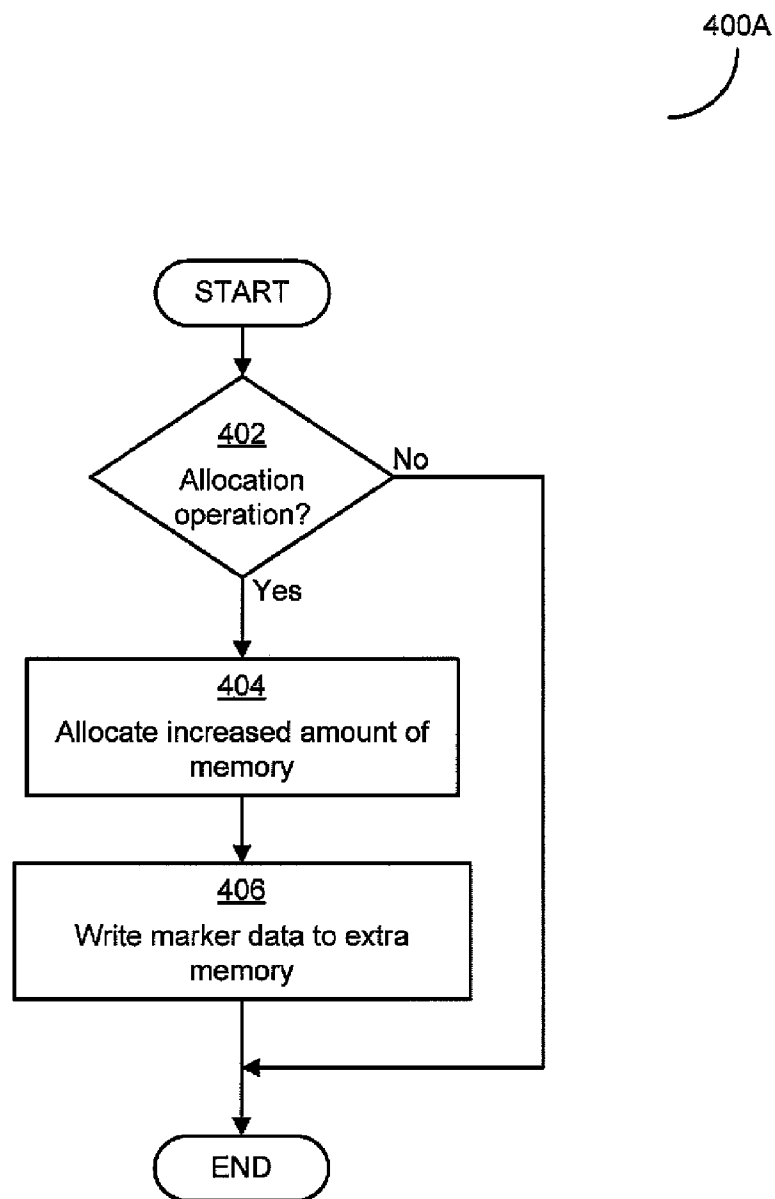 400A
START
402
Allocation
operation?
No
Yes
404
Allocate increased amount of
memory
406
Write marker data to extra
memory
END